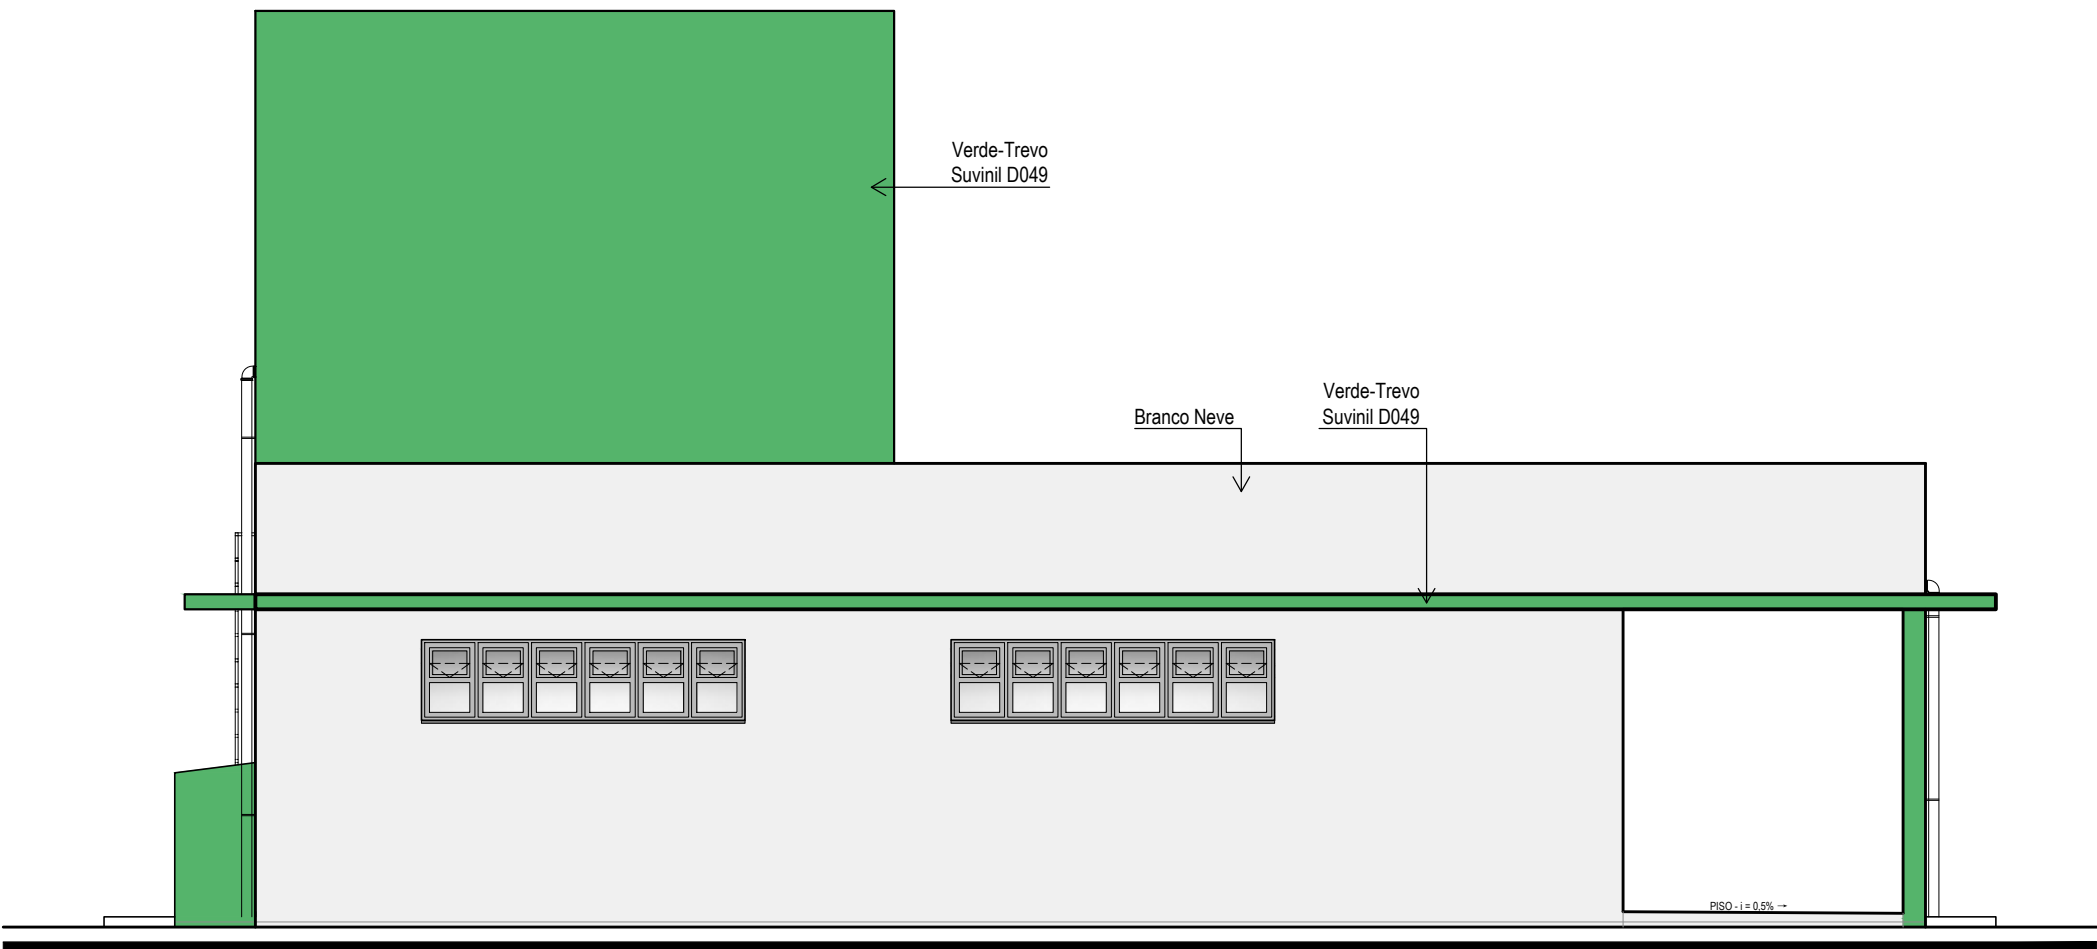 Verde-Trevo
Suvinil D049
Verde-Trevo
Suvinil D049
Branco Neve
PISO - i = 0,5% →